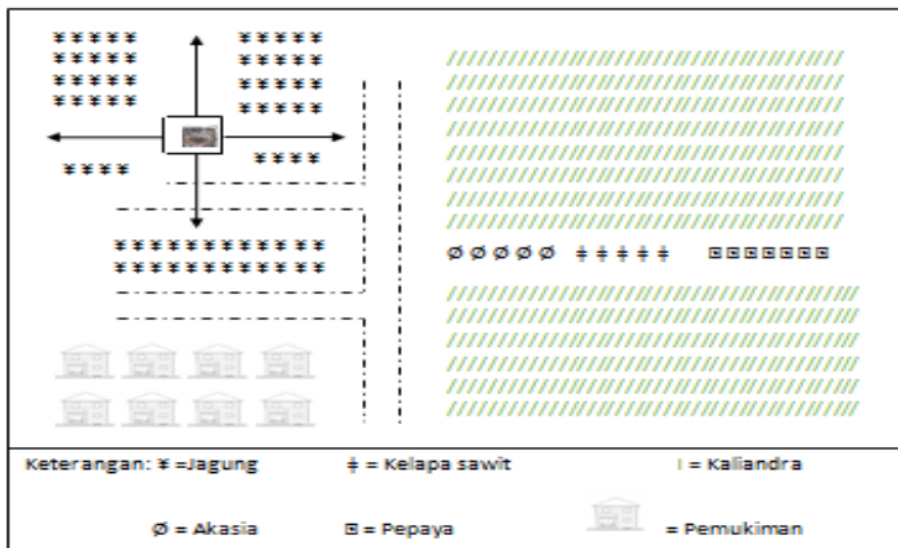 Keterangan: ¥ =Jagung ǂ = Kelapa sawit I = Kaliandra
Ø = Akasia ⊡ = Pepaya = Pemukiman